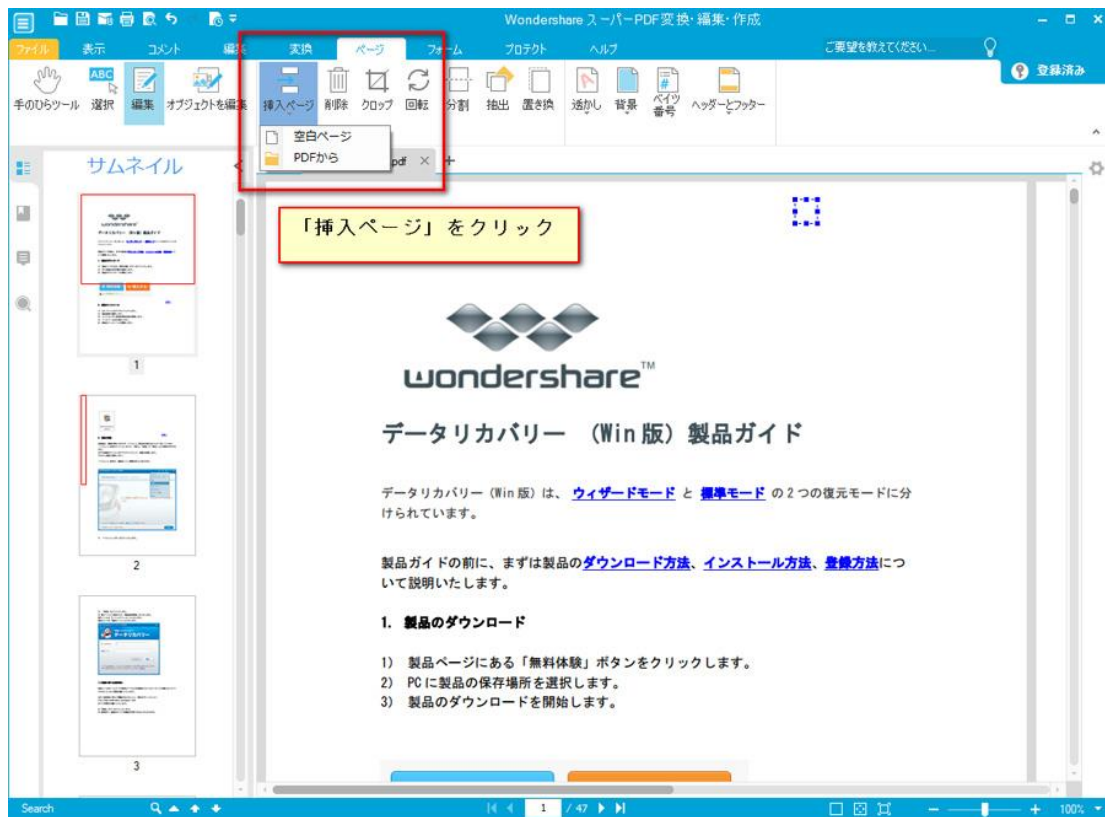 Wondershare スーパーPDF変換・編集・作成
ファイル 表示 コメント 編集 変換 ページ フォーム プロテクト ヘルプ ご要望を教えてください...
登録済み
手のひらツール 選択 編集 オブジェクトを編集 挿入ページ 削除 クロップ 回転 分割 抽出 置き換 透かし 背景 ベイツ番号 ヘッダーとフッター
空白ページ
PDFから
pdf × +
サムネイル
「挿入ページ」をクリック
wondershare™
データリカバリー (Win版) 製品ガイド
データリカバリー (Win版) は、 ウィザードモード と 標準モード の2つの復元モードに分
けられています。
製品ガイドの前に、まずは製品のダウンロード方法、インストール方法、登録方法につ
いて説明いたします。
1. 製品のダウンロード
1) 製品ページにある「無料体験」ボタンをクリックします。
2) PCに製品の保存場所を選択します。
3) 製品のダウンロードを開始します。
1
2
3
Search 1 / 47 100%